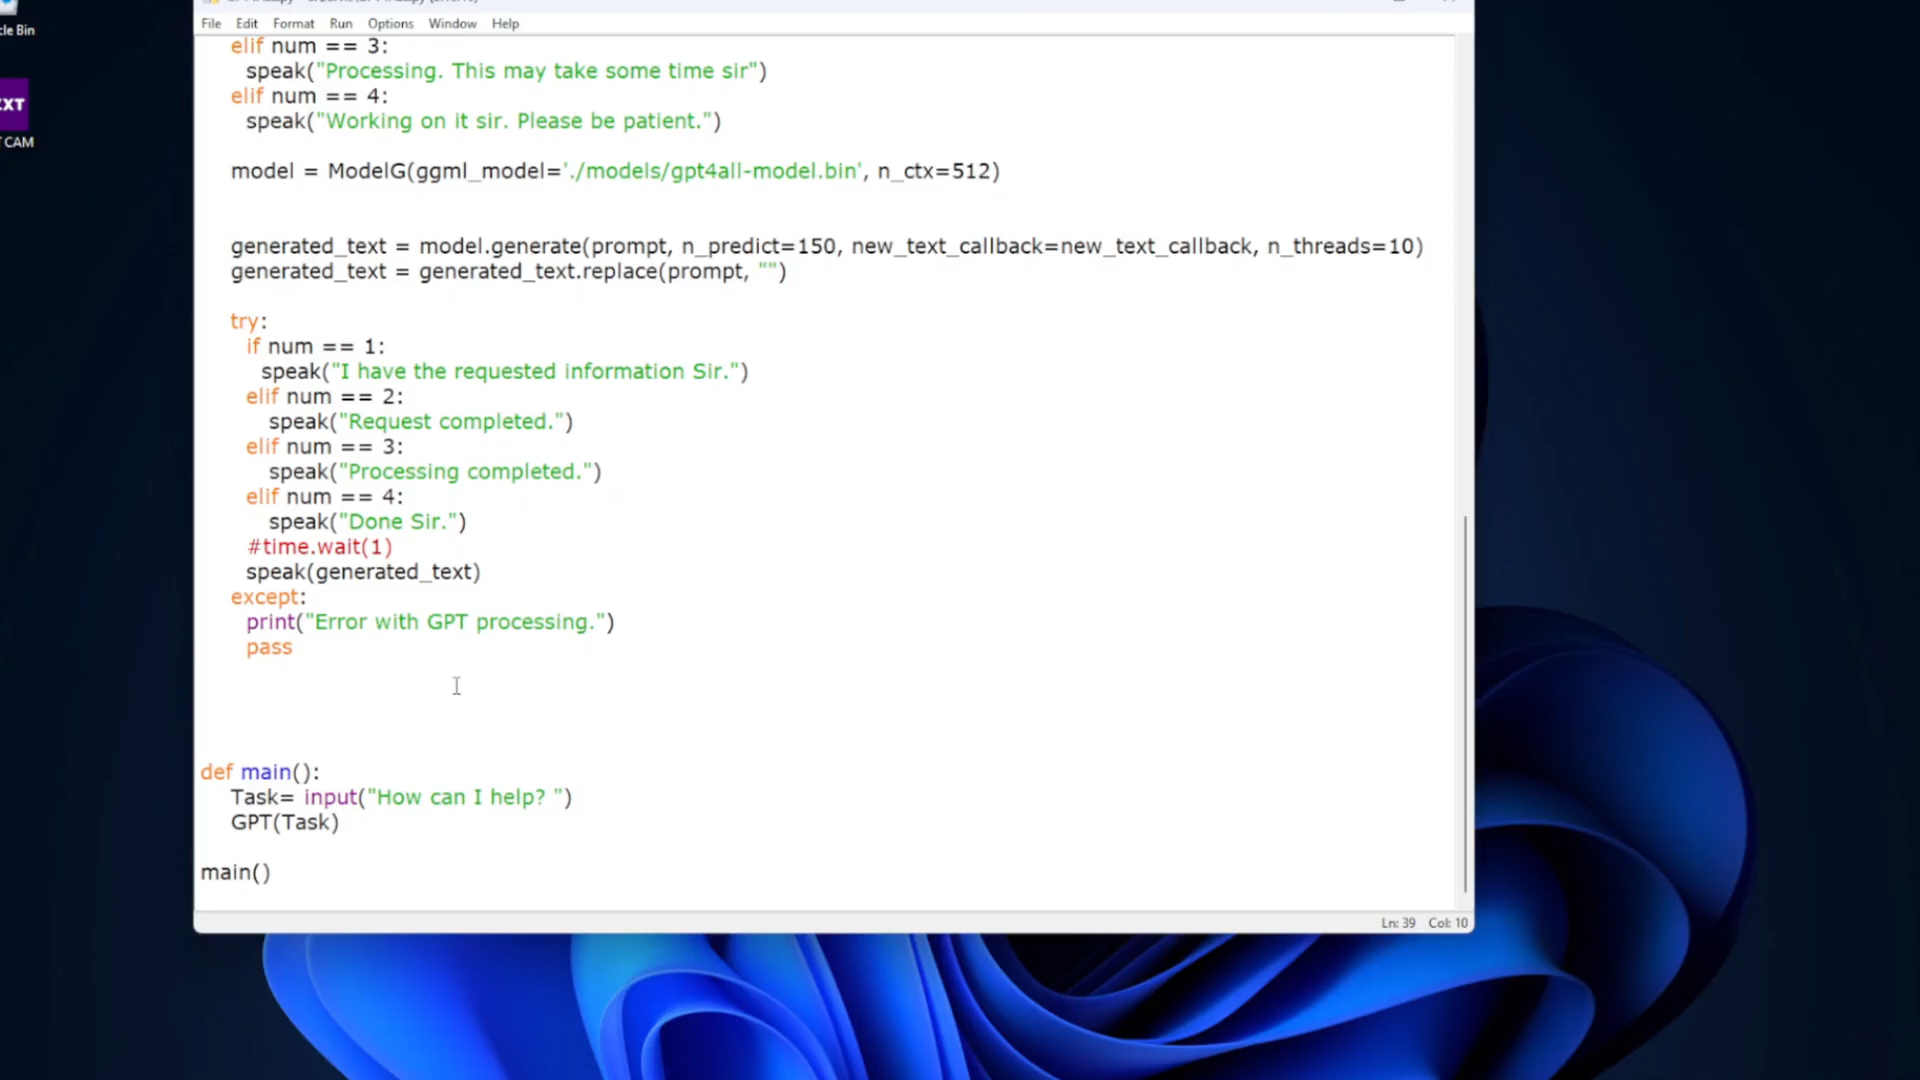 cle Bin
EXT
CAM
File Edit Format Run Options Window Help
elif num == 3:
speak("Processing. This may take some time sir")
elif num == 4:
speak("Working on it sir. Please be patient.")
model = ModelG(ggml_model='./models/gpt4all-model.bin', n_ctx=512)
generated_text = model.generate(prompt, n_predict=150, new_text_callback=new_text_callback, n_threads=10)
generated_text = generated_text.replace(prompt, "")
try:
if num == 1:
speak("I have the requested information Sir.")
elif num == 2:
speak("Request completed.")
elif num == 3:
speak("Processing completed.")
elif num == 4:
speak("Done Sir.")
#time.wait(1)
speak(generated_text)
except:
print("Error with GPT processing.")
pass
def main():
Task= input("How can I help? ")
GPT(Task)
main()
Ln: 39 Col: 10